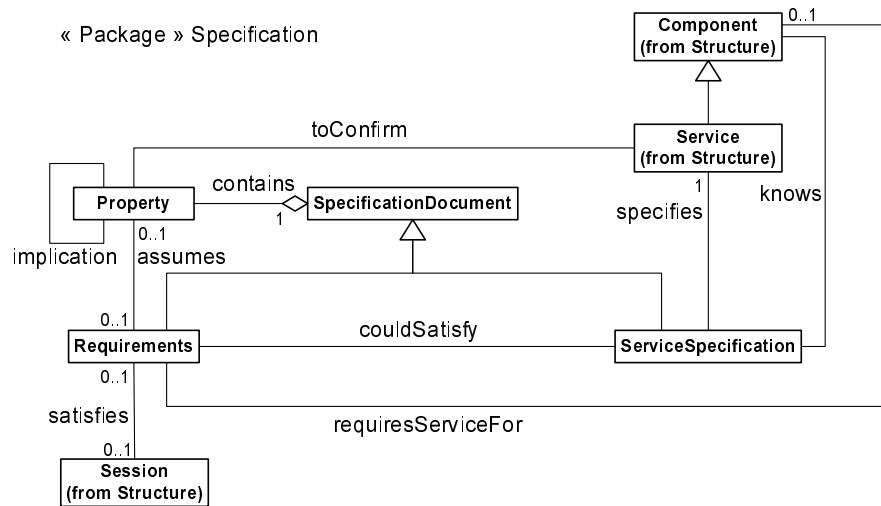 « Package » Specification
Component
(from Structure)
0..1
toConfirm
Service
(from Structure)
1
contains
Property
1
SpecificationDocument
specifies
knows
0..1
implication
assumes
0..1
couldSatisfy
Requirements
ServiceSpecification
0..1
satisfies
requiresServiceFor
0..1
Session
(from Structure)